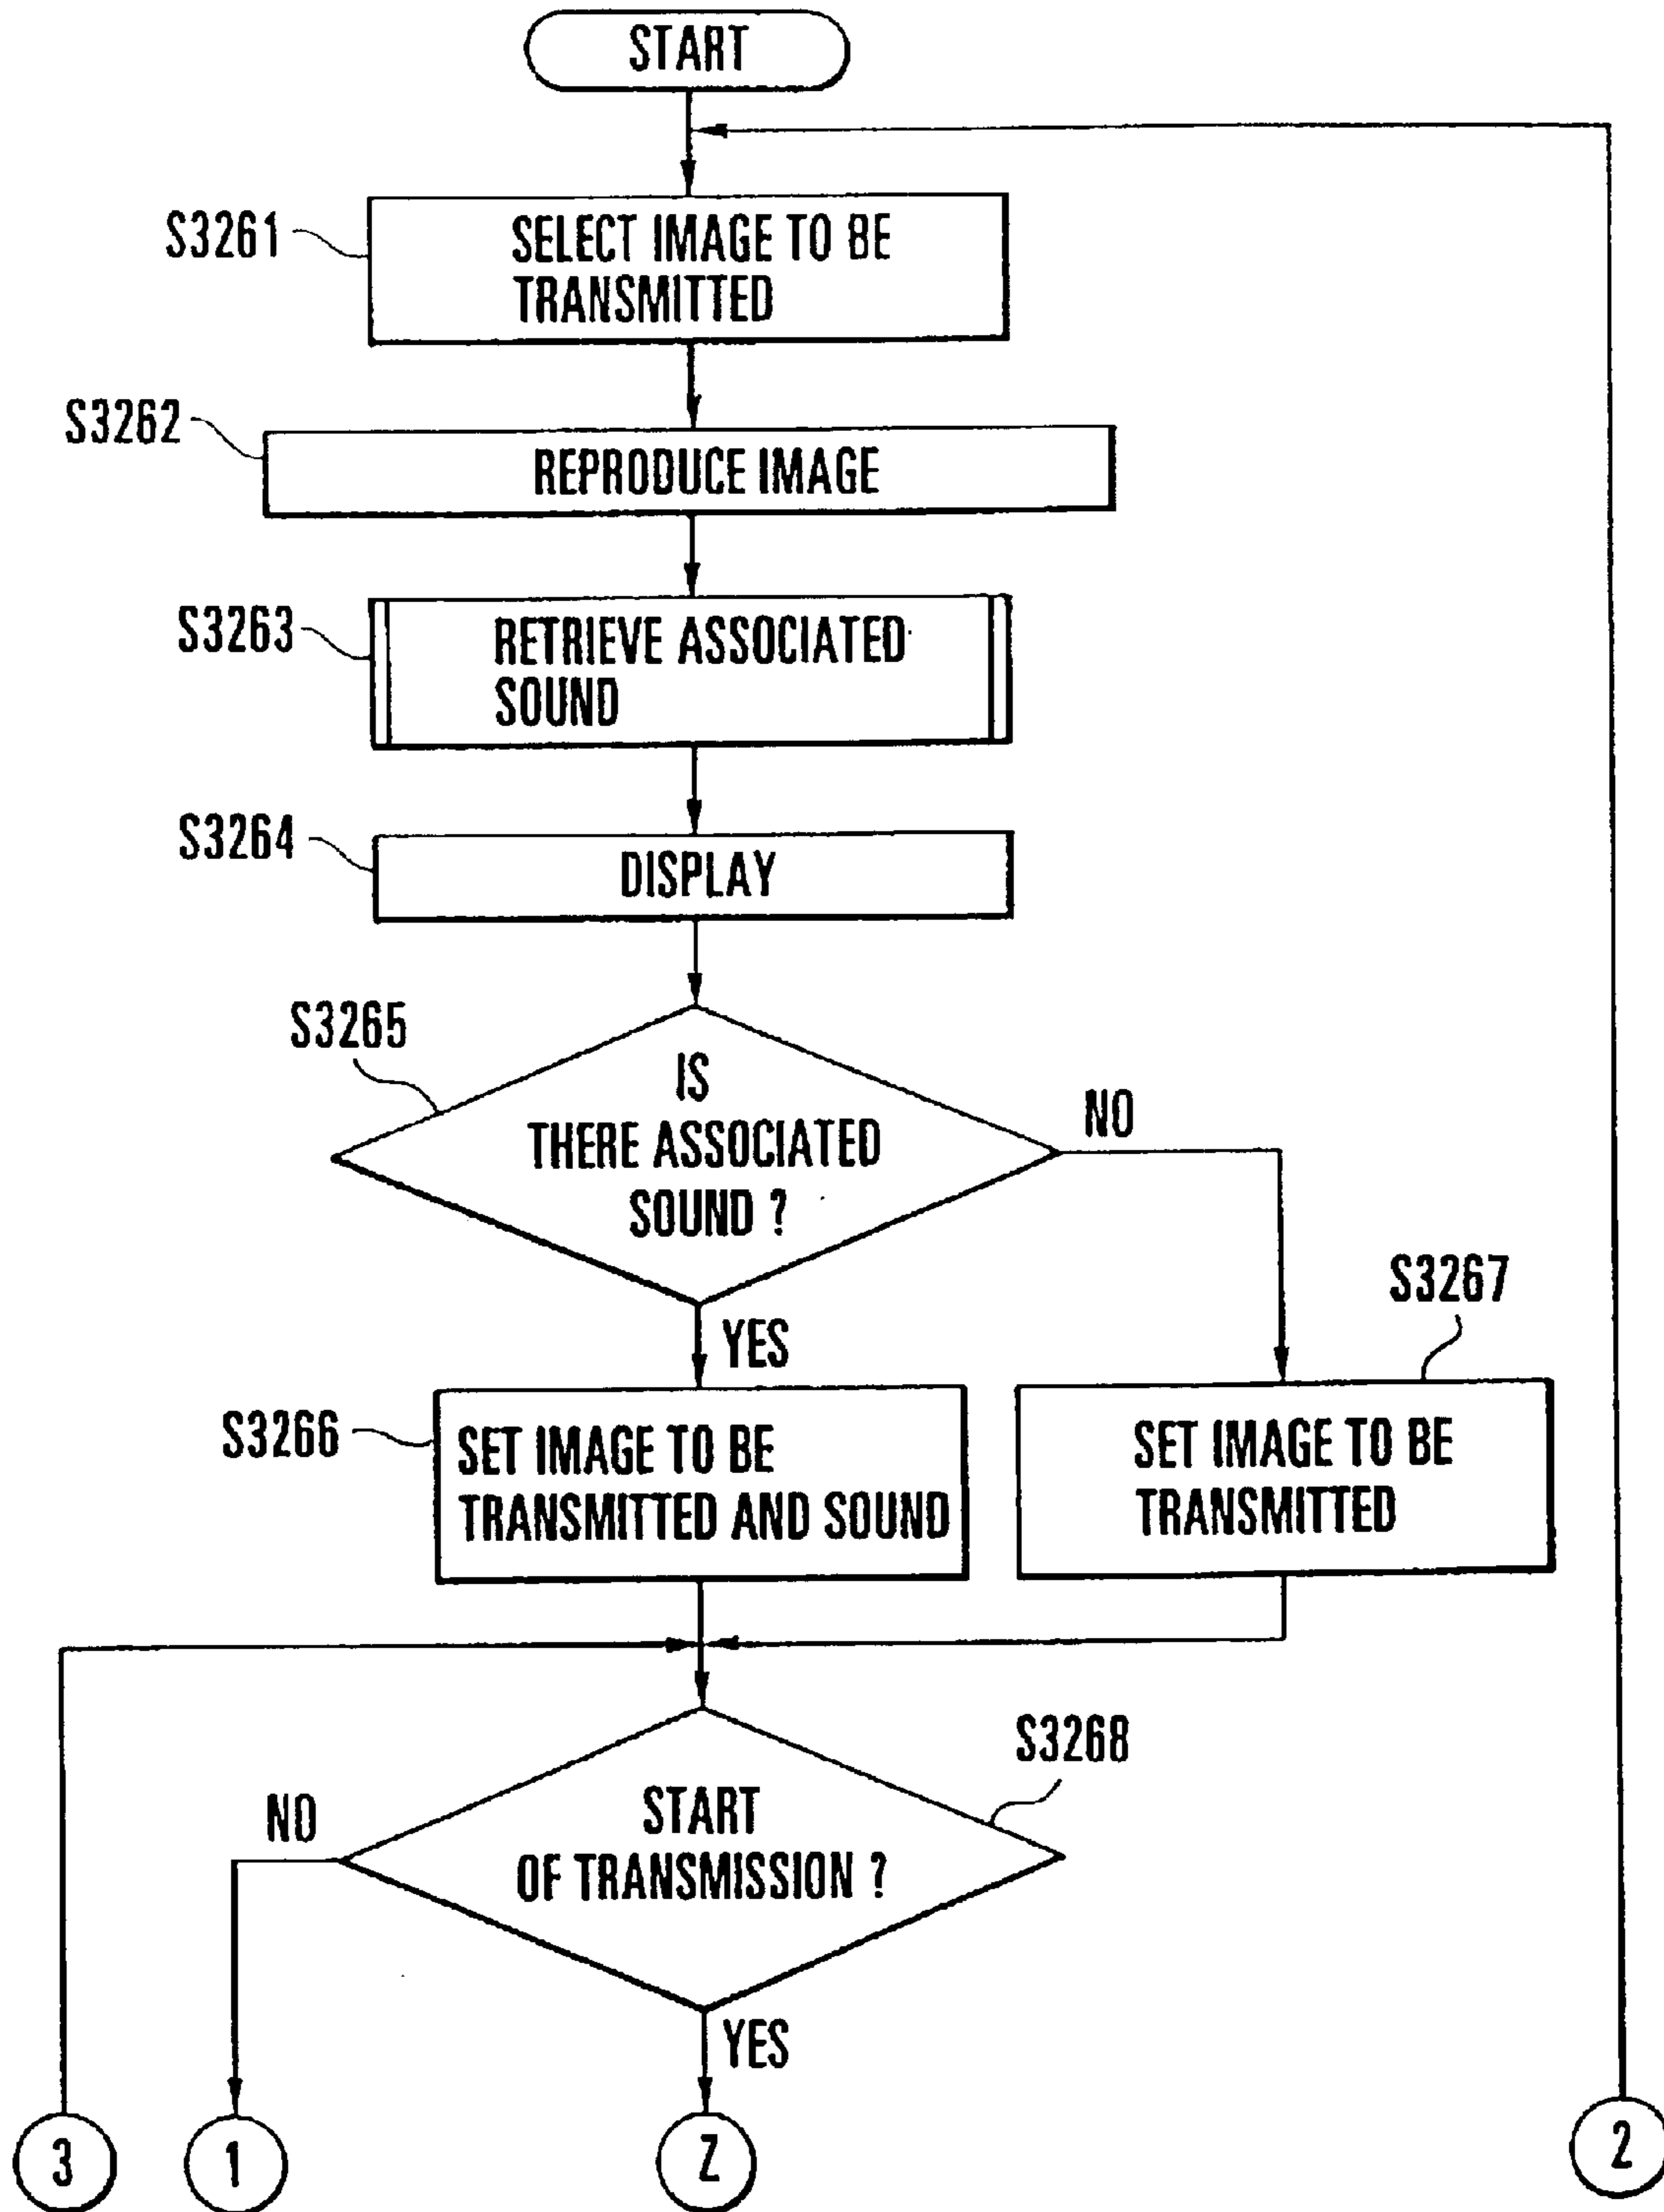 START
S3261
SELECT IMAGE TO BE
TRANSMITTED
S3262
REPRODUCE IMAGE
S3263
RETRIEVE ASSOCIATED
SOUND
S3264
DISPLAY
S3265
IS
THERE ASSOCIATED
SOUND ?
NO
YES
S3266
SET IMAGE TO BE
TRANSMITTED AND SOUND
S3267
SET IMAGE TO BE
TRANSMITTED
S3268
START
OF TRANSMISSION ?
NO
YES
3
1
Z
2